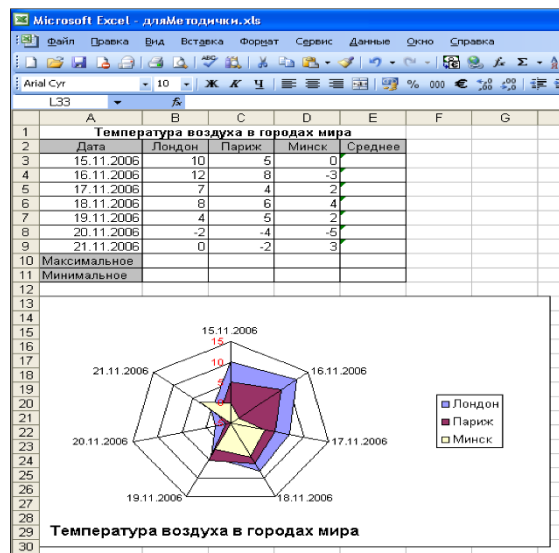 Microsoft Excel - дляМетодички.xls
Файл Правка Вид Вставка Формат Сервис Данные Окно Справка
Arial Cyr 10 Ж К Ч % 000 €
L33 fx
A B C D E F G
1 Температура воздуха в городах мира
2 Дата Лондон Париж Минск Среднее
3 15.11.2006 10 5 0
4 16.11.2006 12 8 -3
5 17.11.2006 7 4 2
6 18.11.2006 8 6 4
7 19.11.2006 4 5 2
8 20.11.2006 -2 -4 -5
9 21.11.2006 0 -2 3
10 Максимальное
11 Минимальное
12
13
14
15
16
17
18
19
20
21
22
23
24
25
26
27
28
29
30
15.11.2006
15
10
5
0
16.11.2006
17.11.2006
18.11.2006
19.11.2006
20.11.2006
21.11.2006
Лондон
Париж
Минск
Температура воздуха в городах мира